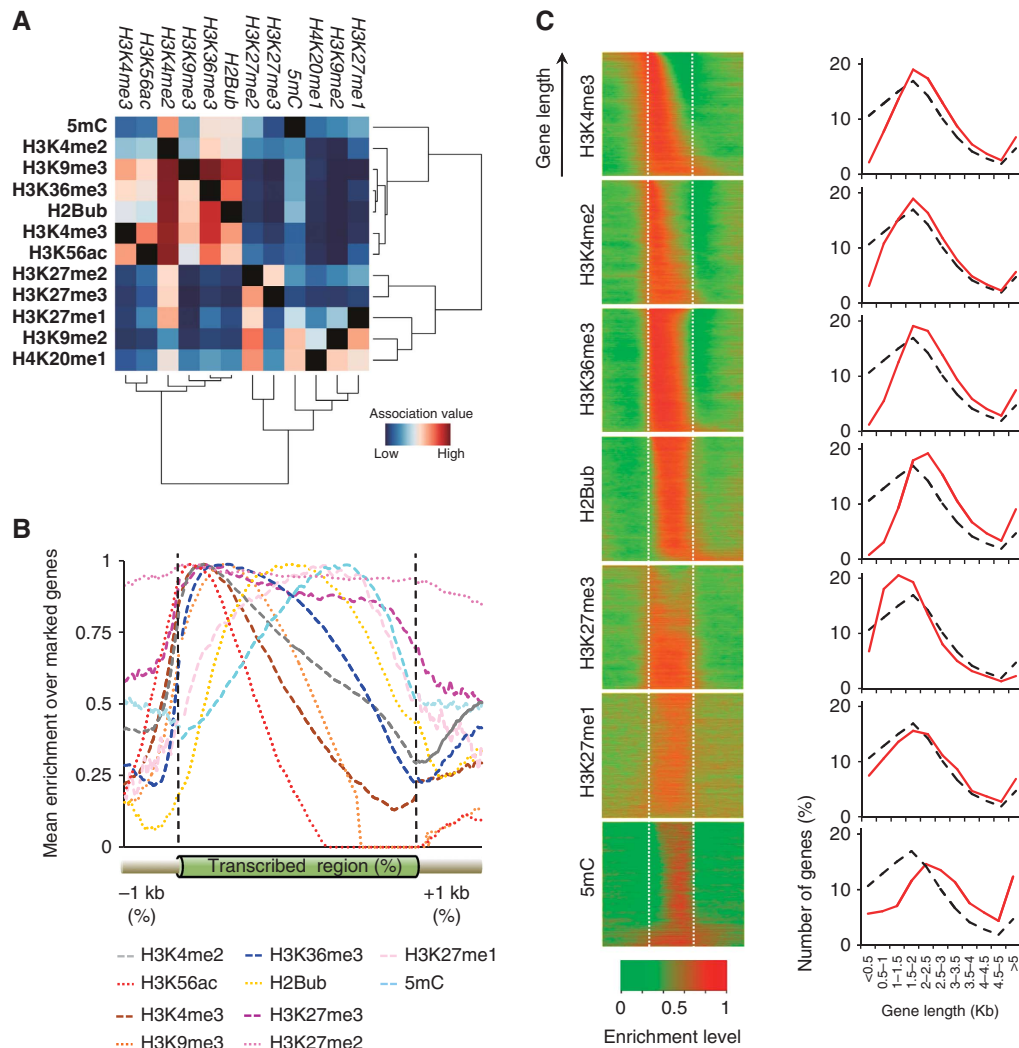 A
H3K4me3
H3K56ac
H3K4me2
H3K9me3
H3K36me3
H2Bub
H3K27me2
H3K27me3
5mC
H4K20me1
H3K9me2
H3K27me1
5mC
H3K4me2
H3K9me3
H3K36me3
H2Bub
H3K4me3
H3K56ac
H3K27me2
H3K27me3
H3K27me1
H3K9me2
H4K20me1
Association value
Low High
B
Mean enrichment over marked genes
1
0.75
0.5
0.25
0
Transcribed region (%)
–1 kb
(%)
+1 kb
(%)
H3K4me2
H3K56ac
H3K4me3
H3K9me3
H3K36me3
H2Bub
H3K27me3
H3K27me2
H3K27me1
5mC
C
Gene length
H3K4me3
H3K4me2
H3K36me3
H2Bub
H3K27me3
H3K27me1
5mC
0 0.5 1
Enrichment level
20
10
0
20
10
0
20
10
0
20
10
0
20
10
0
20
10
0
20
10
0
Number of genes (%)
<0.5
0.5–1
1–1.5
1.5–2
2–2.5
2.5–3
3–3.5
3.5–4
4–4.5
4.5–5
>5
Gene length (Kb)